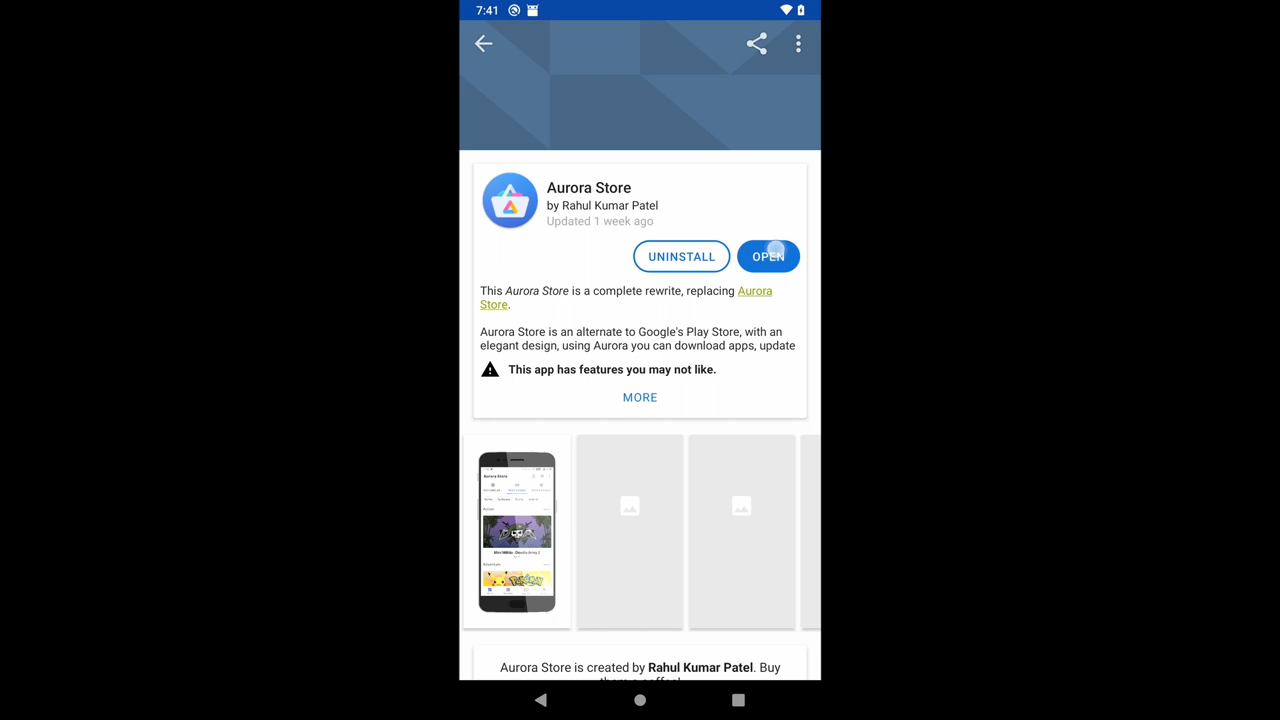 7:41
Aurora Store
by Rahul Kumar Patel
Updated 1 week ago
UNINSTALL
OPEN
This Aurora Store is a complete rewrite, replacing Aurora
Store.
Aurora Store is an alternate to Google's Play Store, with an
elegant design, using Aurora you can download apps, update
This app has features you may not like.
MORE
Aurora Store
Aurora Store is created by Rahul Kumar Patel. Buy